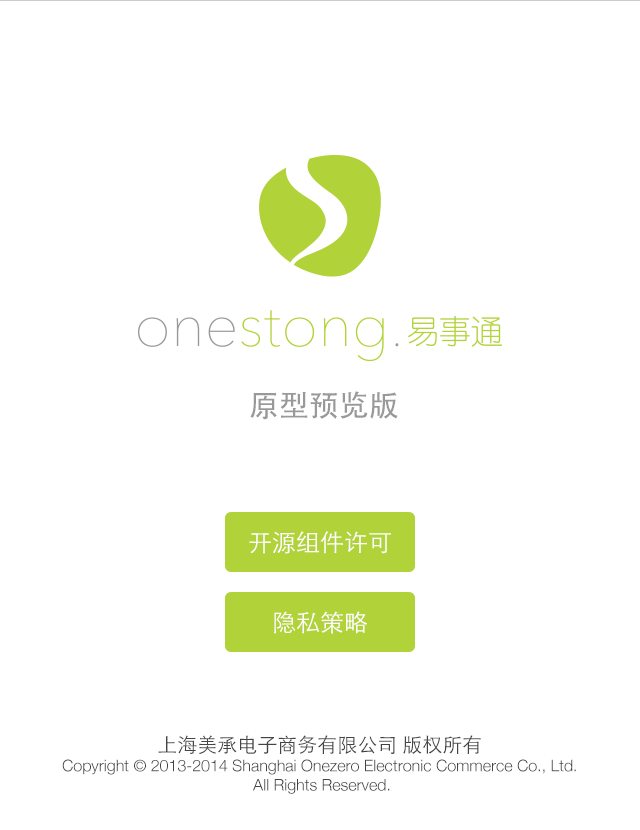 onestong.易事通
原型预览版
开源组件许可
隐私策略
上海美承电子商务有限公司 版权所有
Copyright © 2013-2014 Shanghai Onezero Electronic Commerce Co., Ltd.
All Rights Reserved.